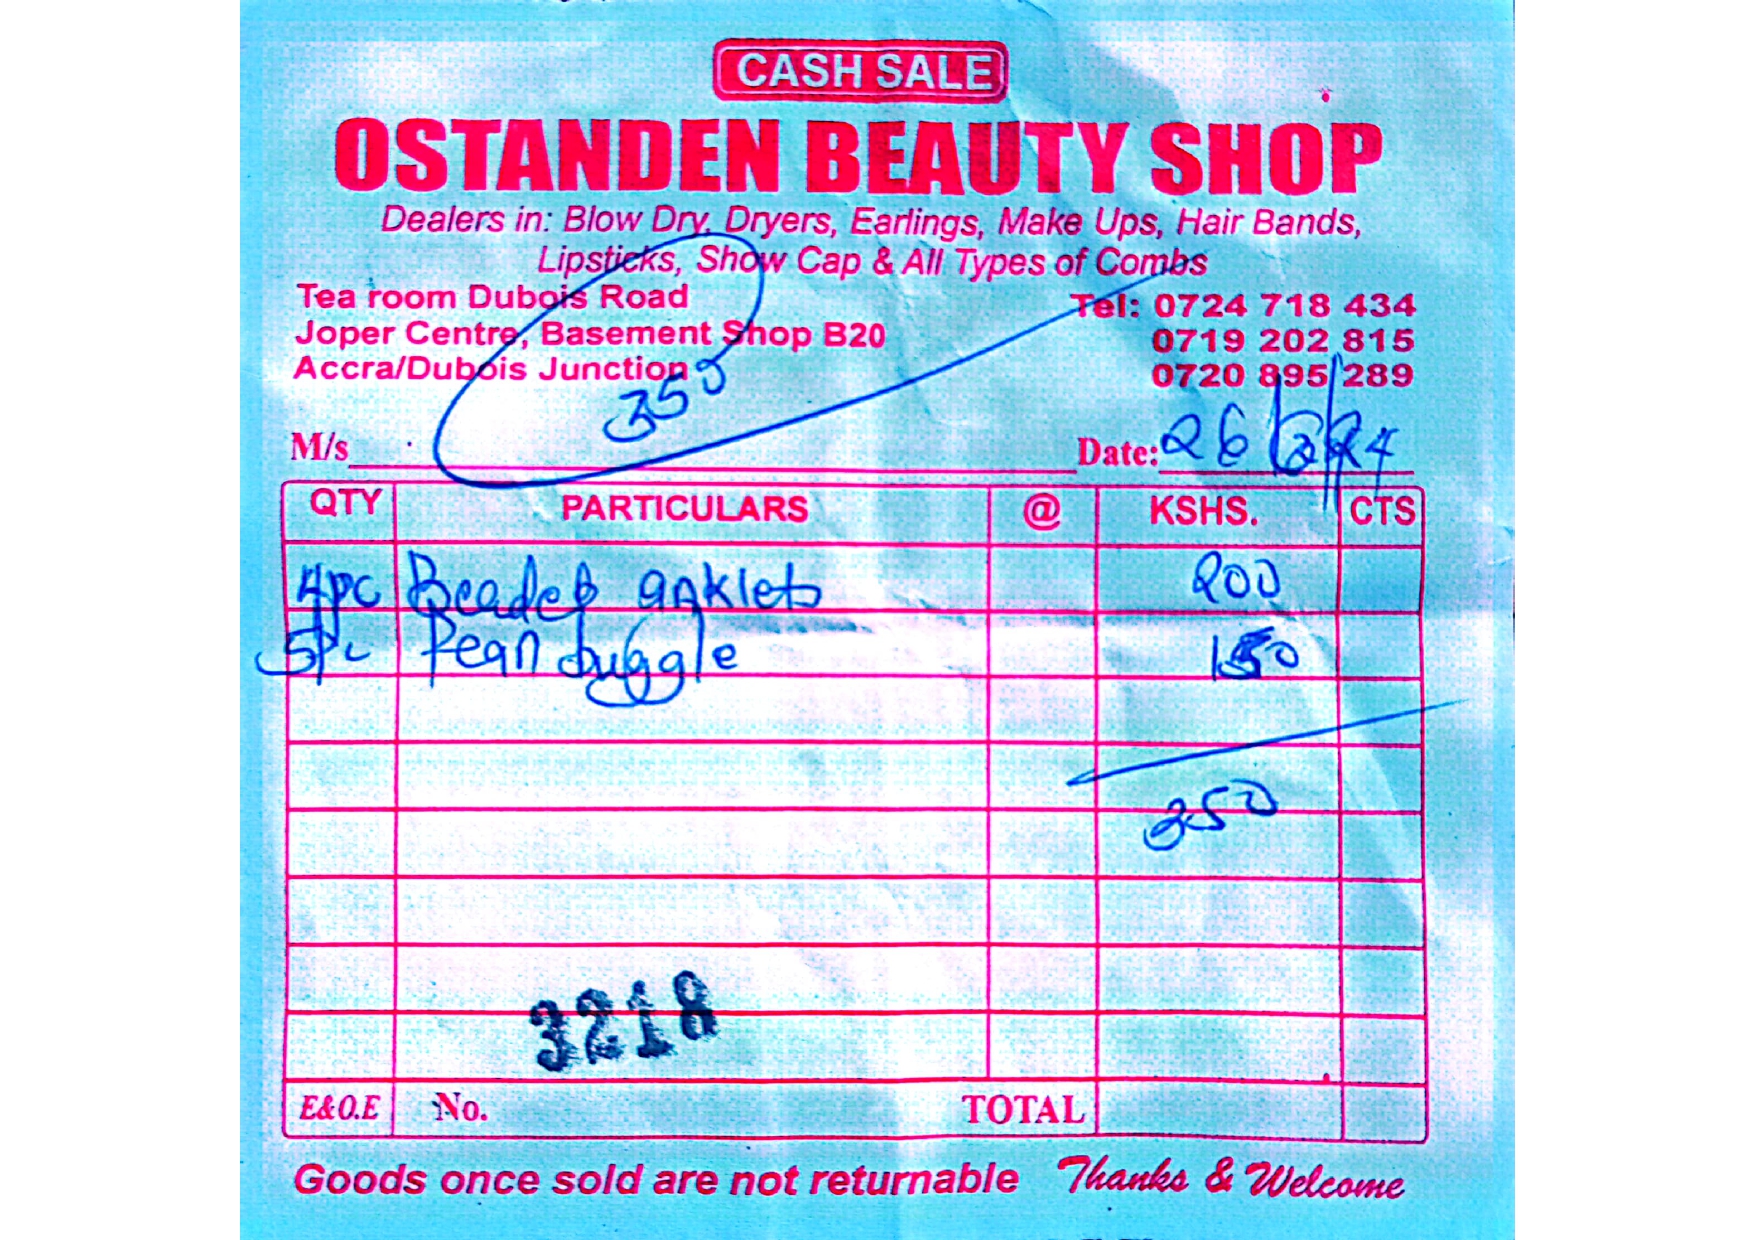 CASH SALE
OSTANDEN BEAUTY SHOP
Dealers in: Blow Dry, Dryers, Earlings, Make Ups, Hair Bands,
Lipsticks, Show Cap & All Types of Combs
Tea room Dubois Road
Joper Centre, Basement Shop B20
Accra/Dubois Junction
Tel: 0724 718 434
0719 202 815
0720 895 289
350
M/s Date: 26
QTY PARTICULARS @ KSHS. CTS
4pc Beaded anklets 200
5pc 150
350
3218
E&O.E No. TOTAL
Goods once sold are not returnable Thanks & Welcome